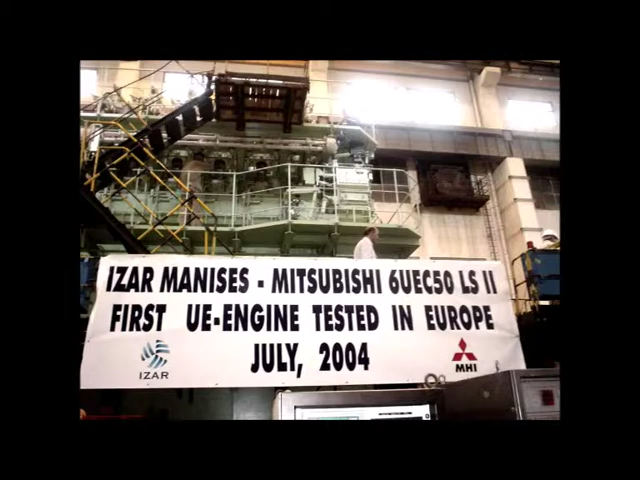 IZAR MANISES - MITSUBISHI 6UEC50 LS II
FIRST UE-ENGINE TESTED IN EUROPE
JULY, 2004
IZAR
MHI